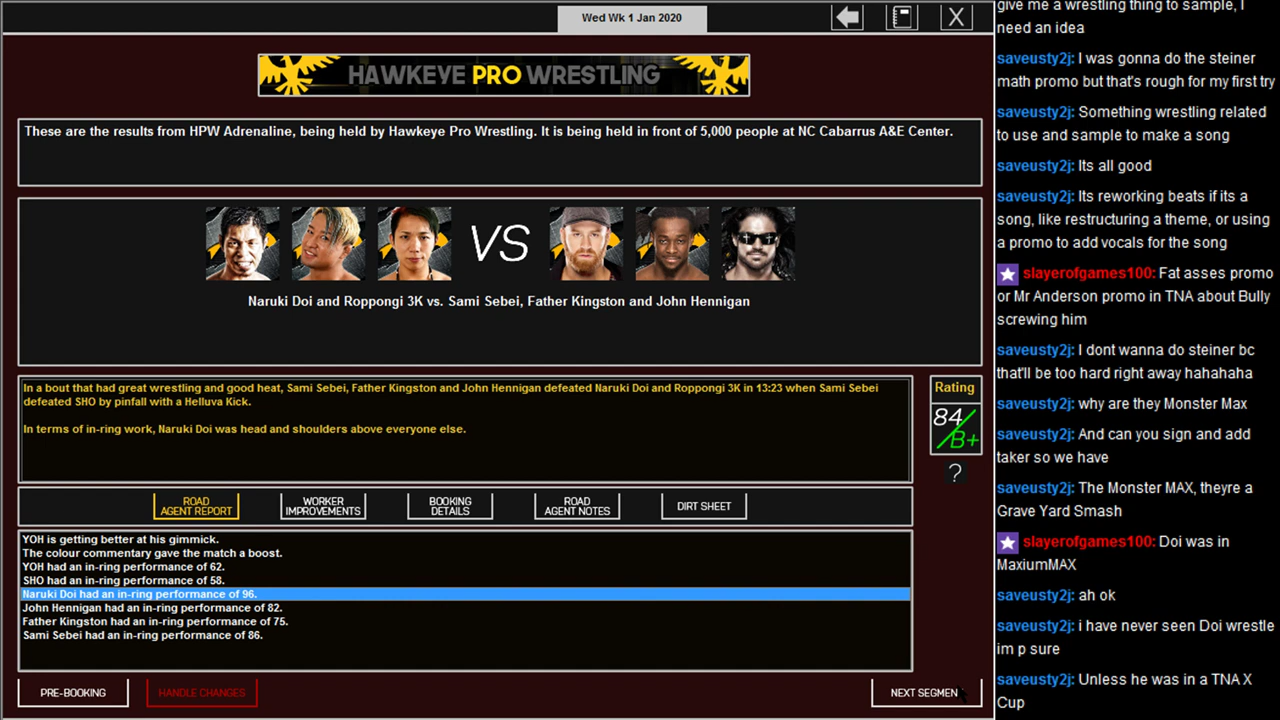 Wed Wk 1 Jan 2020
HAWKEYE PRO WRESTLING
These are the results from HPW Adrenaline, being held by Hawkeye Pro Wrestling. It is being held in front of 5,000 people at NC Cabarrus A&E Center.
VS
Naruki Doi and Roppongi 3K vs. Sami Sebei, Father Kingston and John Hennigan
In a bout that had great wrestling and good heat, Sami Sebei, Father Kingston and John Hennigan defeated Naruki Doi and Roppongi 3K in 13:23 when Sami Sebei
defeated SHO by pinfall with a Helluva Kick.
In terms of in-ring work, Naruki Doi was head and shoulders above everyone else.
Rating
84
B+
?
ROAD
AGENT REPORT
WORKER
IMPROVEMENTS
BOOKING
DETAILS
ROAD
AGENT NOTES
DIRT SHEET
YOH is getting better at his gimmick.
The colour commentary gave the match a boost.
YOH had an in-ring performance of 62.
SHO had an in-ring performance of 58.
Naruki Doi had an in-ring performance of 96.
John Hennigan had an in-ring performance of 82.
Father Kingston had an in-ring performance of 75.
Sami Sebei had an in-ring performance of 86.
PRE-BOOKING
HANDLE CHANGES
NEXT SEGMEN
give me a wrestling thing to sample, I
need an idea
saveusty2j: I was gonna do the steiner
math promo but that's rough for my first try
saveusty2j: Something wrestling related
to use and sample to make a song
saveusty2j: Its all good
saveusty2j: Its reworking beats if its a
song, like restructuring a theme, or using
a promo to add vocals for the song
slayerofgames100: Fat asses promo
or Mr Anderson promo in TNA about Bully
screwing him
saveusty2j: I dont wanna do steiner bc
that'll be too hard right away hahahaha
saveusty2j: why are they Monster Max
saveusty2j: And can you sign and add
taker so we have
saveusty2j: The Monster MAX, theyre a
Grave Yard Smash
slayerofgames100: Doi was in
MaxiumMAX
saveusty2j: ah ok
saveusty2j: i have never seen Doi wrestle
im p sure
saveusty2j: Unless he was in a TNA X
Cup